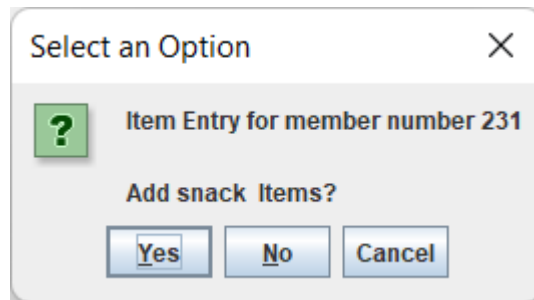 Select an Option
?
Item Entry for member number 231
Add snack  Items?
Yes No Cancel